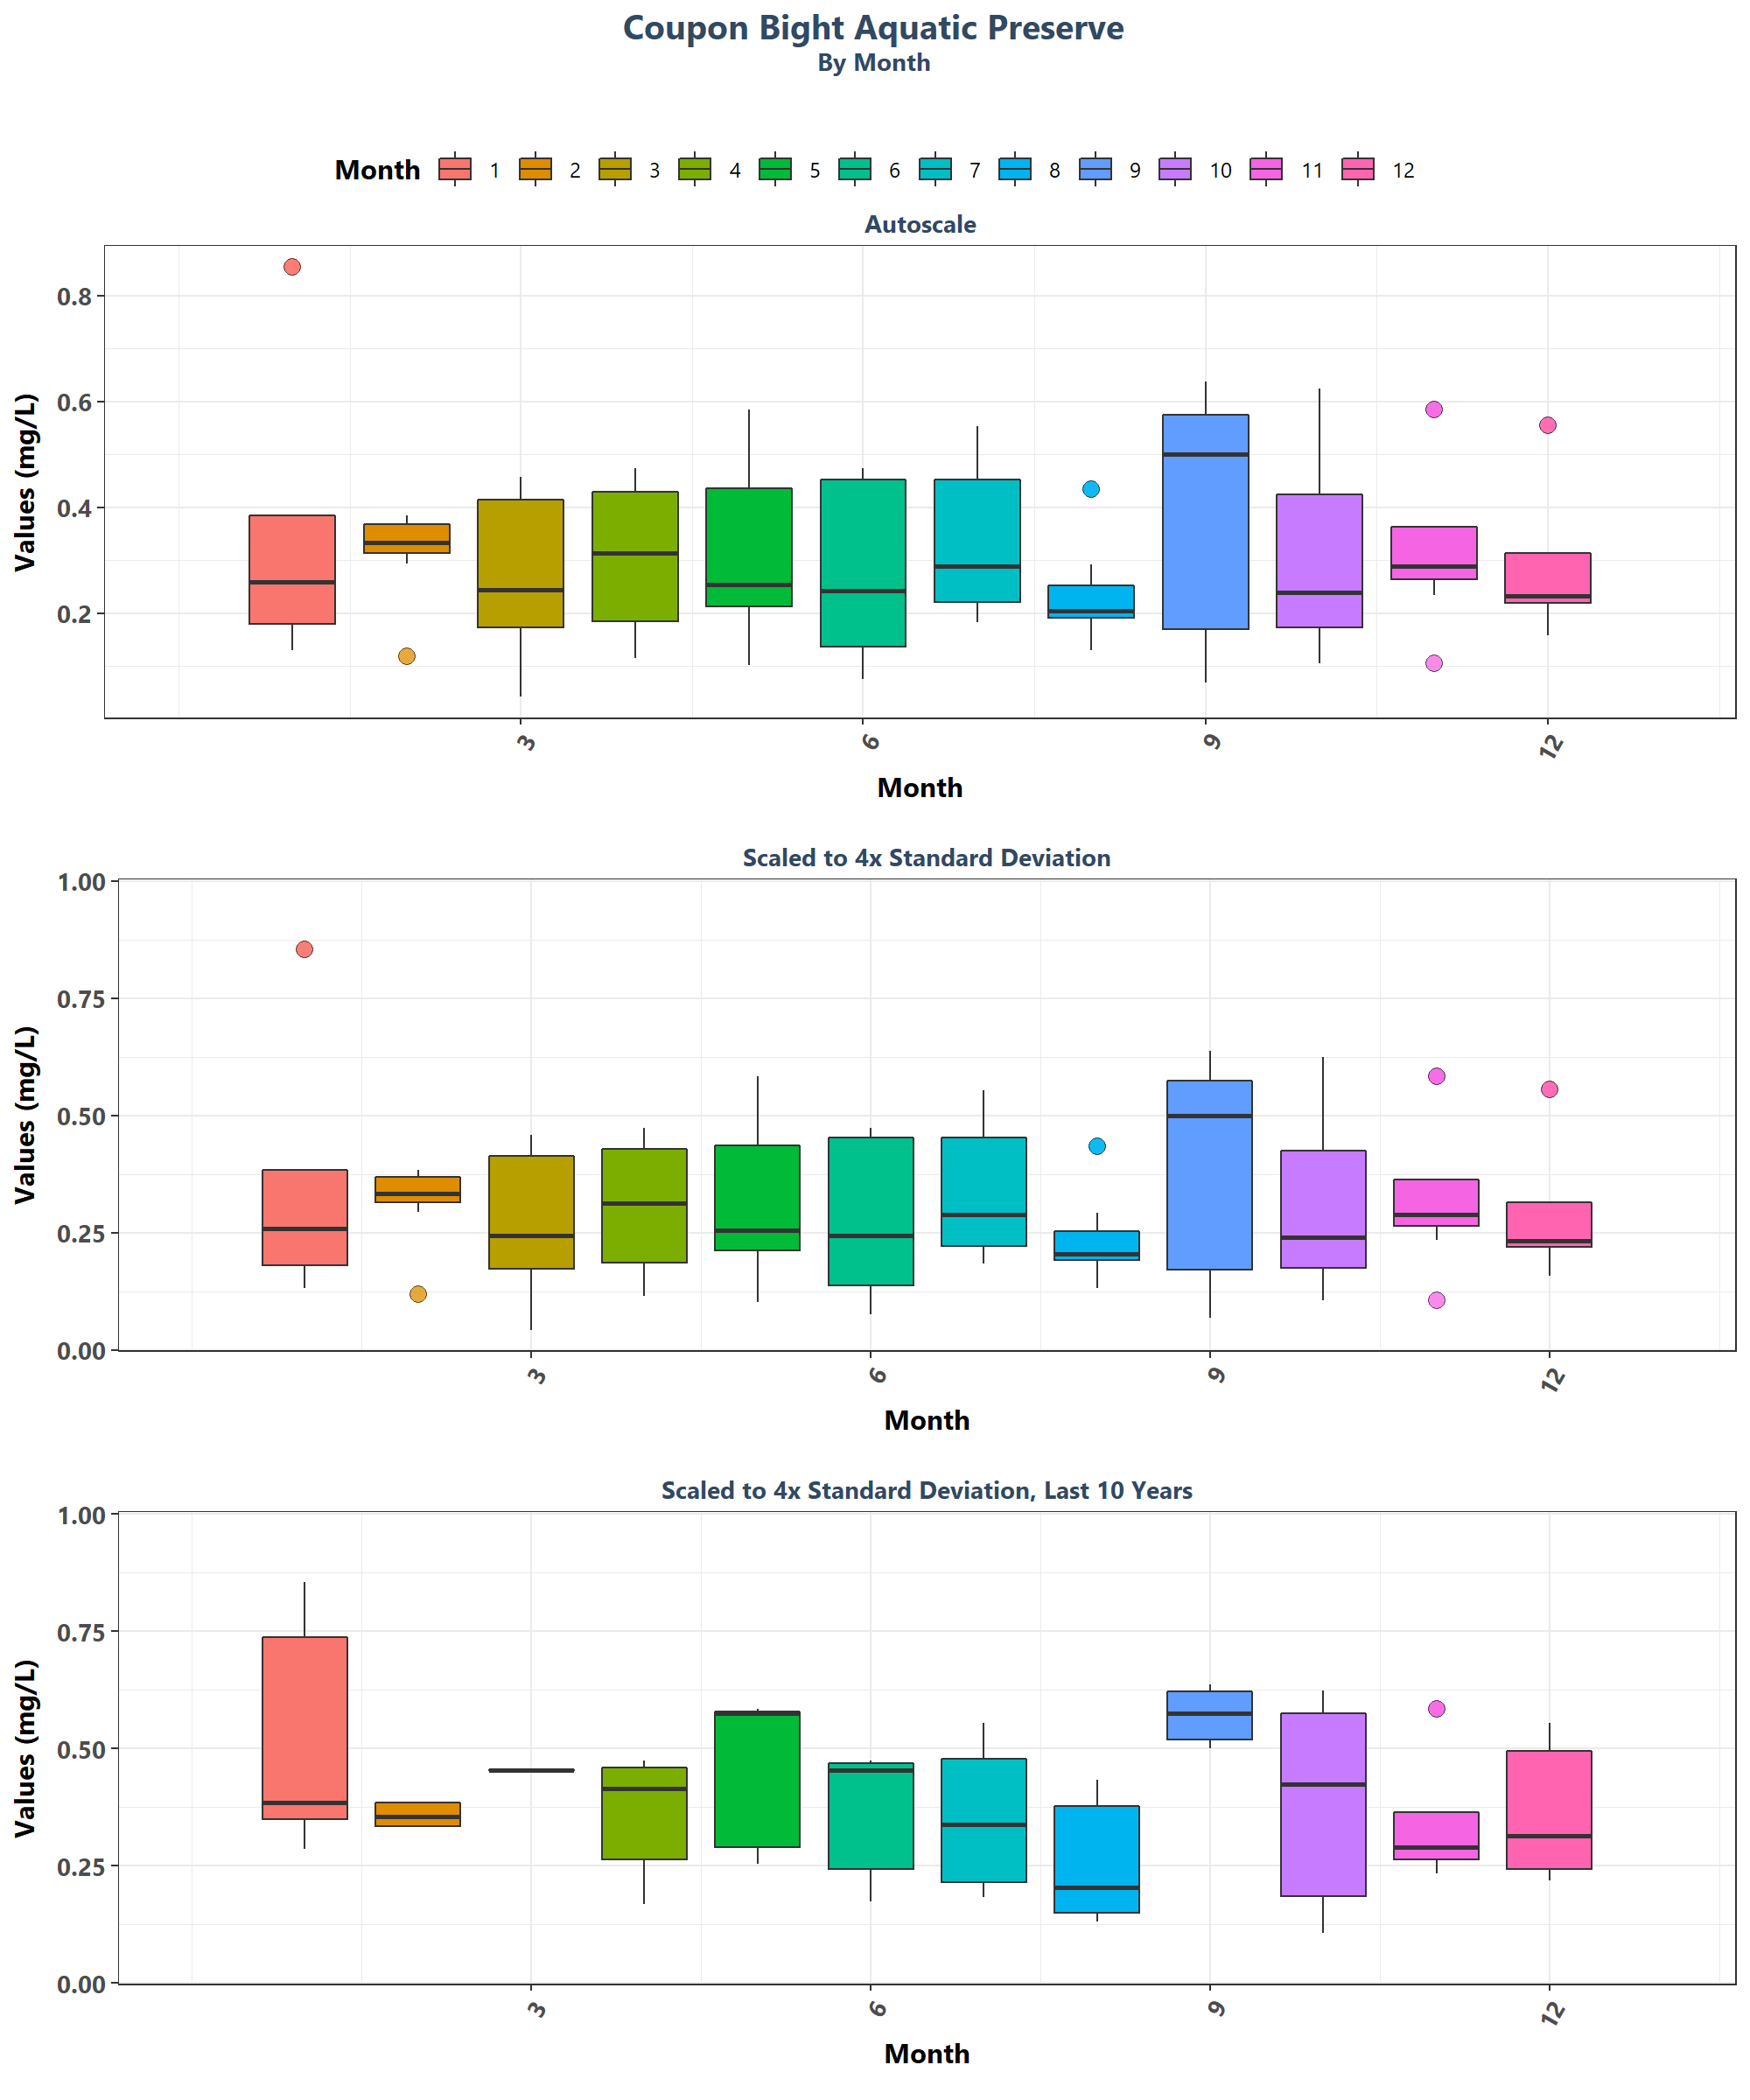 Coupon Bight Aquatic Preserve
By Month
Month 1 2 3 4 5 6 7 8 9 10 11 12
Autoscale
Values (mg/L)
0.8
0.6
0.4
0.2
3 6 9 12
Month
Scaled to 4x Standard Deviation
Values (mg/L)
1.00
0.75
0.50
0.25
0.00
3 6 9 12
Month
Scaled to 4x Standard Deviation, Last 10 Years
Values (mg/L)
1.00
0.75
0.50
0.25
0.00
3 6 9 12
Month